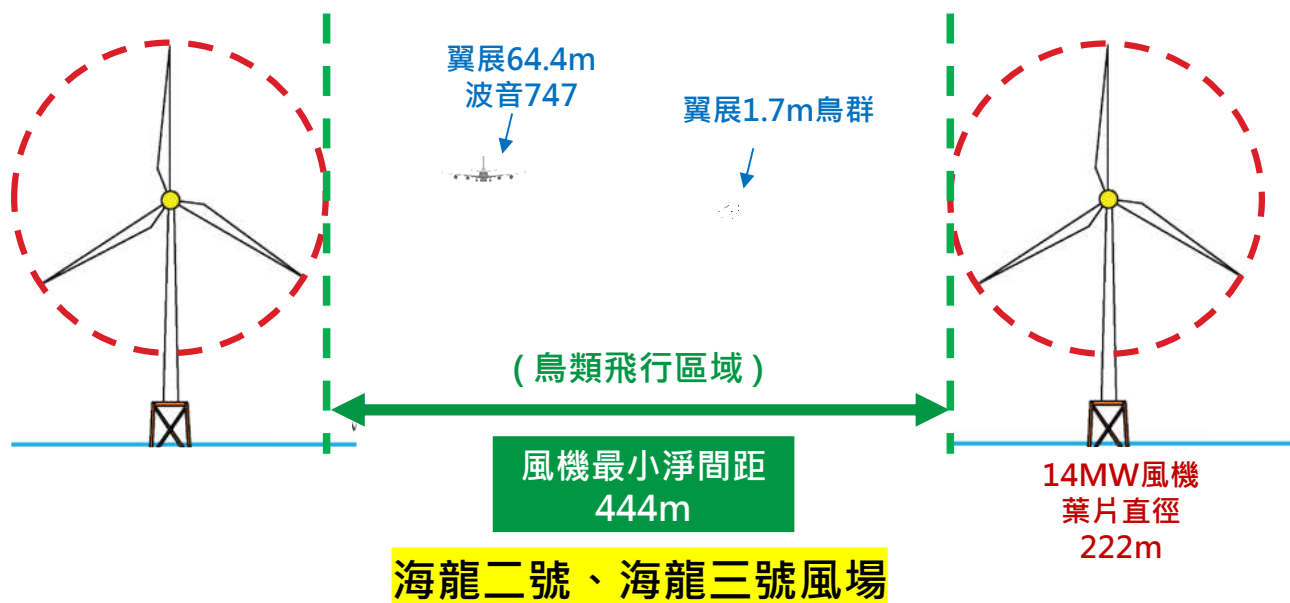 翼展64.4m
波音747
翼展1.7m鳥群
(鳥類飛行區域)
風機最小淨間距
444m
14MW風機
葉片直徑
222m
海龍二號、海龍三號風場